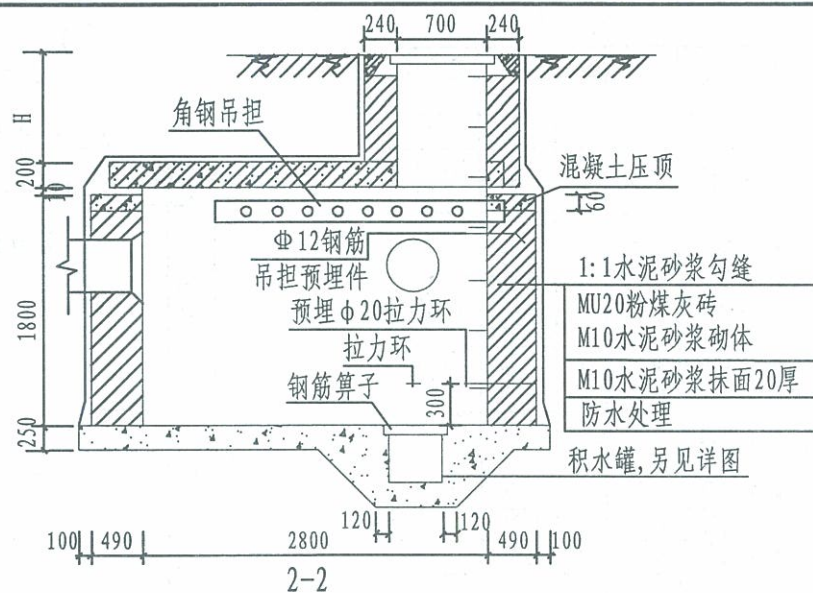 240 700 240
H
角钢吊担
200
混凝土压顶
10
60
Φ12钢筋
吊担预埋件
1:1水泥砂浆勾缝
MU20粉煤灰砖
预埋ϕ20拉力环
M10水泥砂浆砌体
1800
拉力环
钢筋箅子
300
M10水泥砂浆抹面20厚
防水处理
250
积水罐,另见详图
120 120
100 490 2800 490 100
2-2